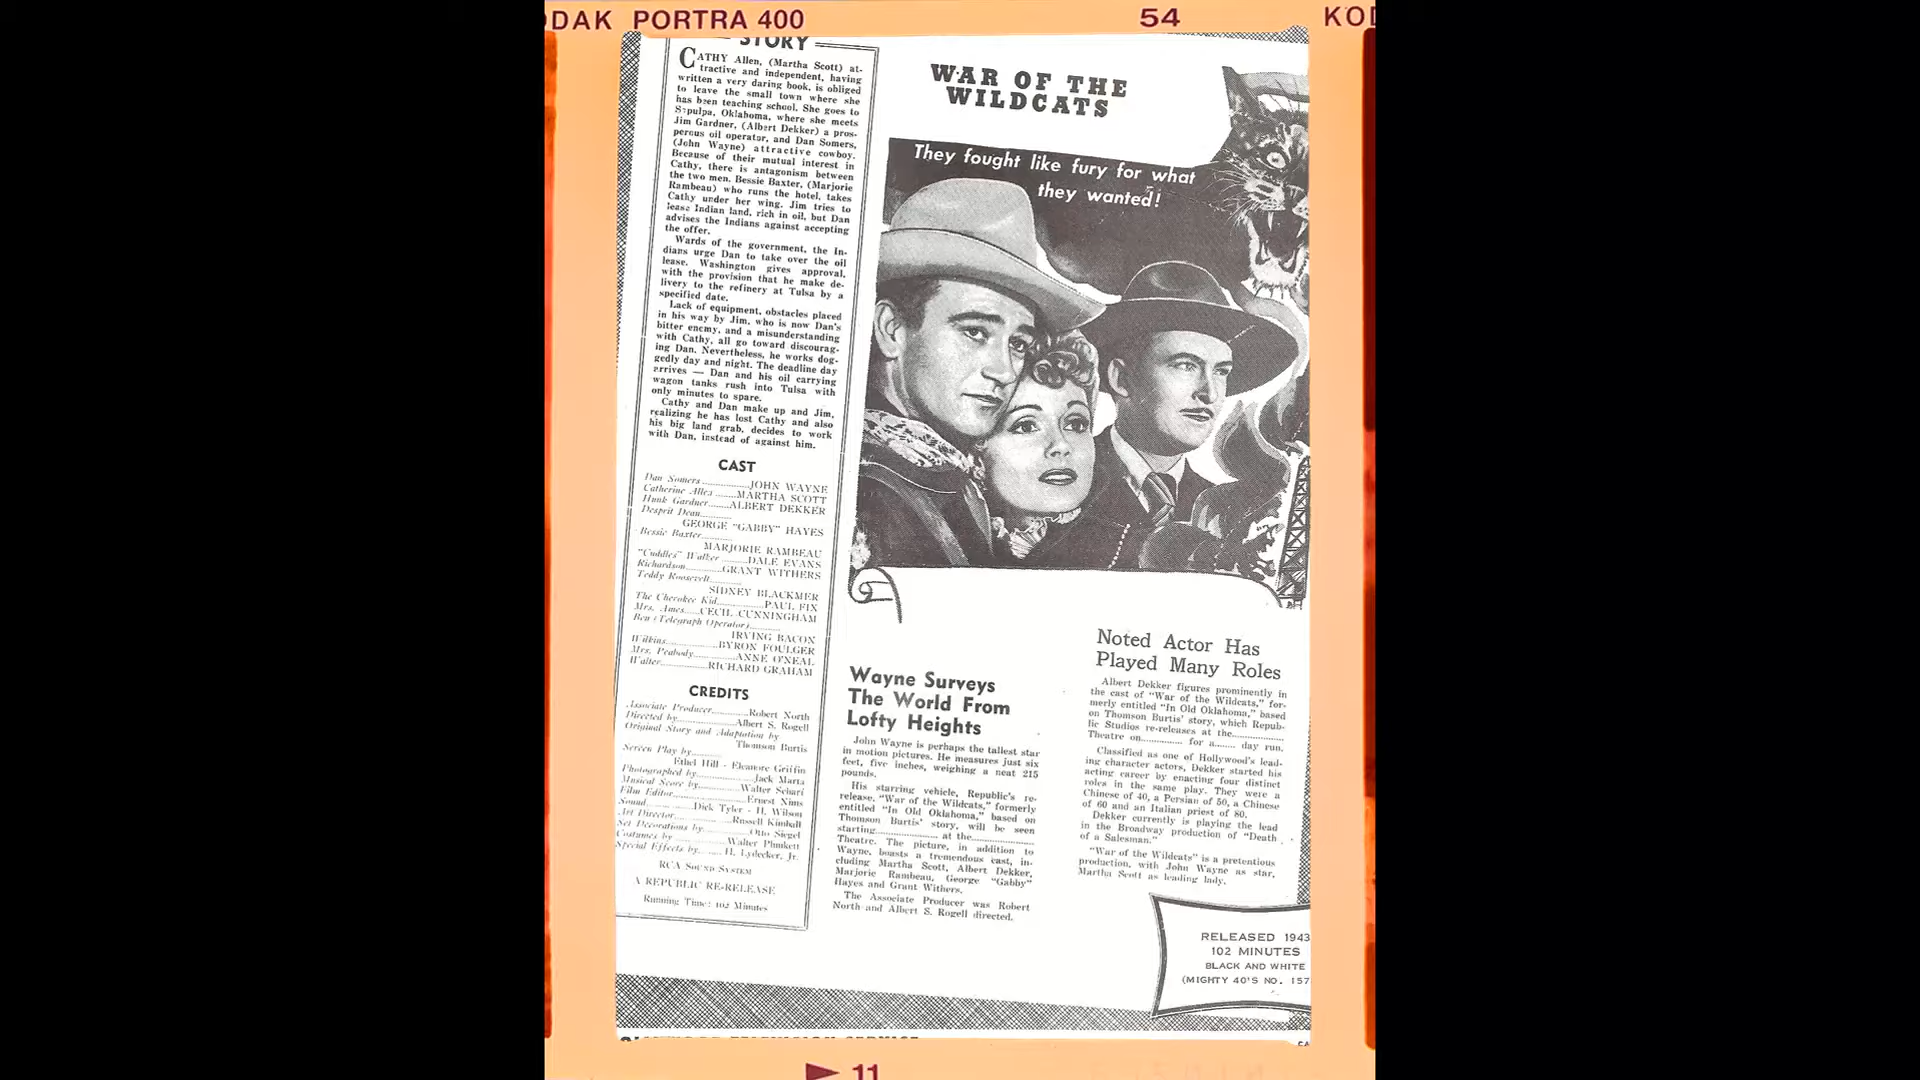 DAK PORTRA 400
54
STORY
CATHY Allen, (Martha Scott) at-
tractive and independent, having
written a very daring book, is obliged
to leave the small town where she
has been teaching school. She goes to
Sapulpa, Oklahoma, where she meets
Jim Gardner, (Albert Dekker) a pros-
perous oil operator, and Dan Somers,
(John Wayne) attractive cowboy.
Because of their mutual interest in
Cathy, there is antagonism between
the two men. Bessie Baxter, (Marjorie
Rambeau) who runs the hotel, takes
Cathy under her wing. Jim tries to
lease Indian land, rich in oil, but Dan
advises the Indians against accepting
the offer.
Wards of the government, the In-
dians urge Dan to take over the oil
lease. Washington gives approval,
with the provision that he make de-
livery to the refinery at Tulsa by a
specified date.
Lack of equipment, obstacles placed
in his way by Jim, who is now Dan's
bitter enemy, and a misunderstanding
with Cathy, all go toward discourag-
ing Dan. Nevertheless, he works dog-
gedly day and night. The deadline day
arrives — Dan and his oil carrying
wagon tanks rush into Tulsa with
only minutes to spare.
Cathy and Dan make up and Jim,
realizing he has lost Cathy and also
his big land grab, decides to work
with Dan, instead of against him.
CAST
Dan Somers..........JOHN WAYNE
Catherine Allen......MARTHA SCOTT
Hunk Gardner......ALBERT DEKKER
Desprit Dean..........
GEORGE "GABBY" HAYES
Bessie Baxter..........
MARJORIE RAMBEAU
"Cuddles" Walker.......DALE EVANS
Richardson..........GRANT WITHERS
Teddy Roosevelt..........
SIDNEY BLACKMER
The Cherokee Kid..........PAUL FIX
Mrs. Ames.....CECIL CUNNINGHAM
Ben (Telegraph Operator)..........
IRVING BACON
Wilkins..........BYRON FOULGER
Mrs. Peabody..........ANNE O'NEAL
Walter..........RICHARD GRAHAM
CREDITS
Associate Producer..........Robert North
Directed by..........Albert S. Rogell
Original Story and Adaptation by
Thomson Burtis
Screen Play by..........
Ethel Hill - Eleanore Griffin
Photographed by..........Jack Marta
Musical Score by..........Walter Scharf
Film Editor..........Ernest Nims
Sound..........Dick Tyler - H. Wilson
Art Director..........Russell Kimball
Set Decorations by..........Otto Siegel
Costumes by..........Walter Plunkett
Special Effects by.....H. Lydecker, Jr.
RCA SOUND SYSTEM
A REPUBLIC RE-RELEASE
Running Time: 102 Minutes
WAR OF THE
WILDCATS
They fought like fury for what
they wanted!
Wayne Surveys
The World From
Lofty Heights
John Wayne is perhaps the tallest star
in motion pictures. He measures just six
feet, five inches, weighing a neat 215
pounds.
His starring vehicle, Republic's re-
release, "War of the Wildcats," formerly
entitled "In Old Oklahoma," based on
Thomson Burtis' story, will be seen
starting.................. at the..................
Theatre. The picture, in addition to
Wayne, boasts a tremendous cast, in-
cluding Martha Scott, Albert Dekker,
Marjorie Rambeau, George "Gabby"
Hayes and Grant Withers.
The Associate Producer was Robert
North and Albert S. Rogell directed.
Noted Actor Has
Played Many Roles
Albert Dekker figures prominently in
the cast of "War of the Wildcats," for-
merly entitled "In Old Oklahoma," based
on Thomson Burtis' story, which Repub-
lic Studios re-releases at the..............
Theatre on.............. for a....... day run.
Classified as one of Hollywood's lead-
ing character actors, Dekker started his
acting career by enacting four distinct
roles in the same play. They were a
Chinese of 40, a Persian of 50, a Chinese
of 60 and an Italian priest of 80.
Dekker currently is playing the lead
in the Broadway production of "Death
of a Salesman."
"War of the Wildcats" is a pretentious
production, with John Wayne as star,
Martha Scott as leading lady.
RELEASED 1943
102 MINUTES
BLACK AND WHITE
(MIGHTY 40'S NO. 157
11